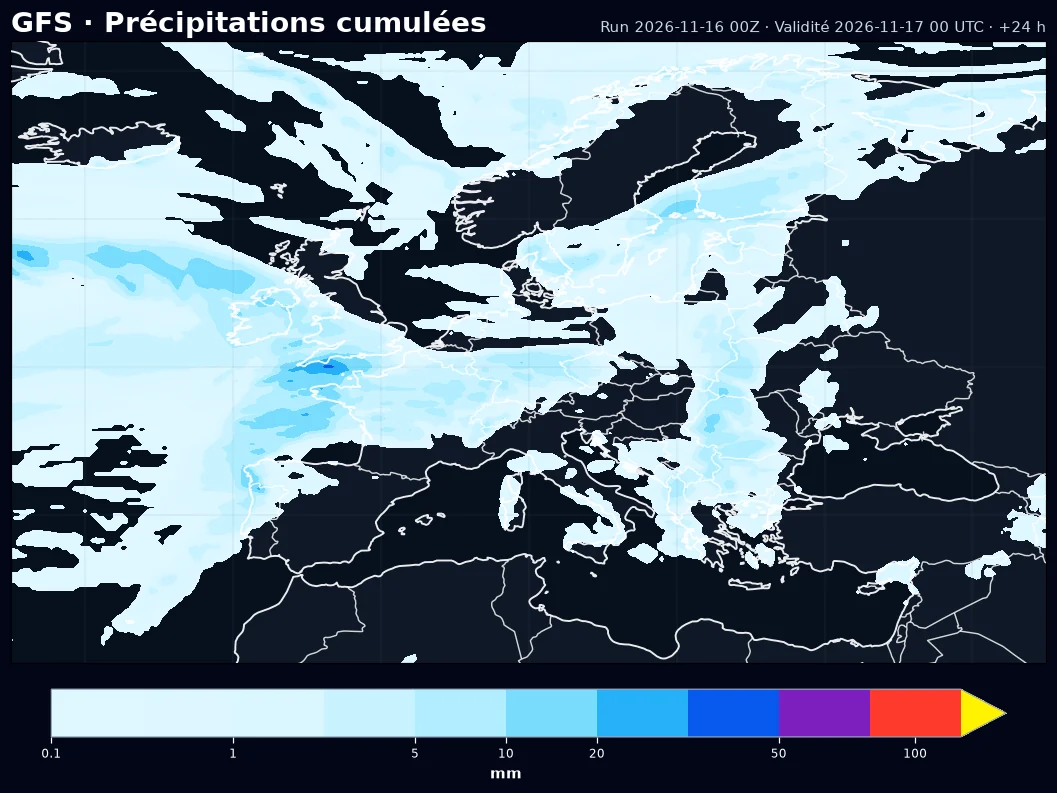 GFS · Précipitations cumulées
Run 2026-11-16 00Z · Validité 2026-11-17 00 UTC · +24 h
0.1 1 5 10 20 50 100
mm